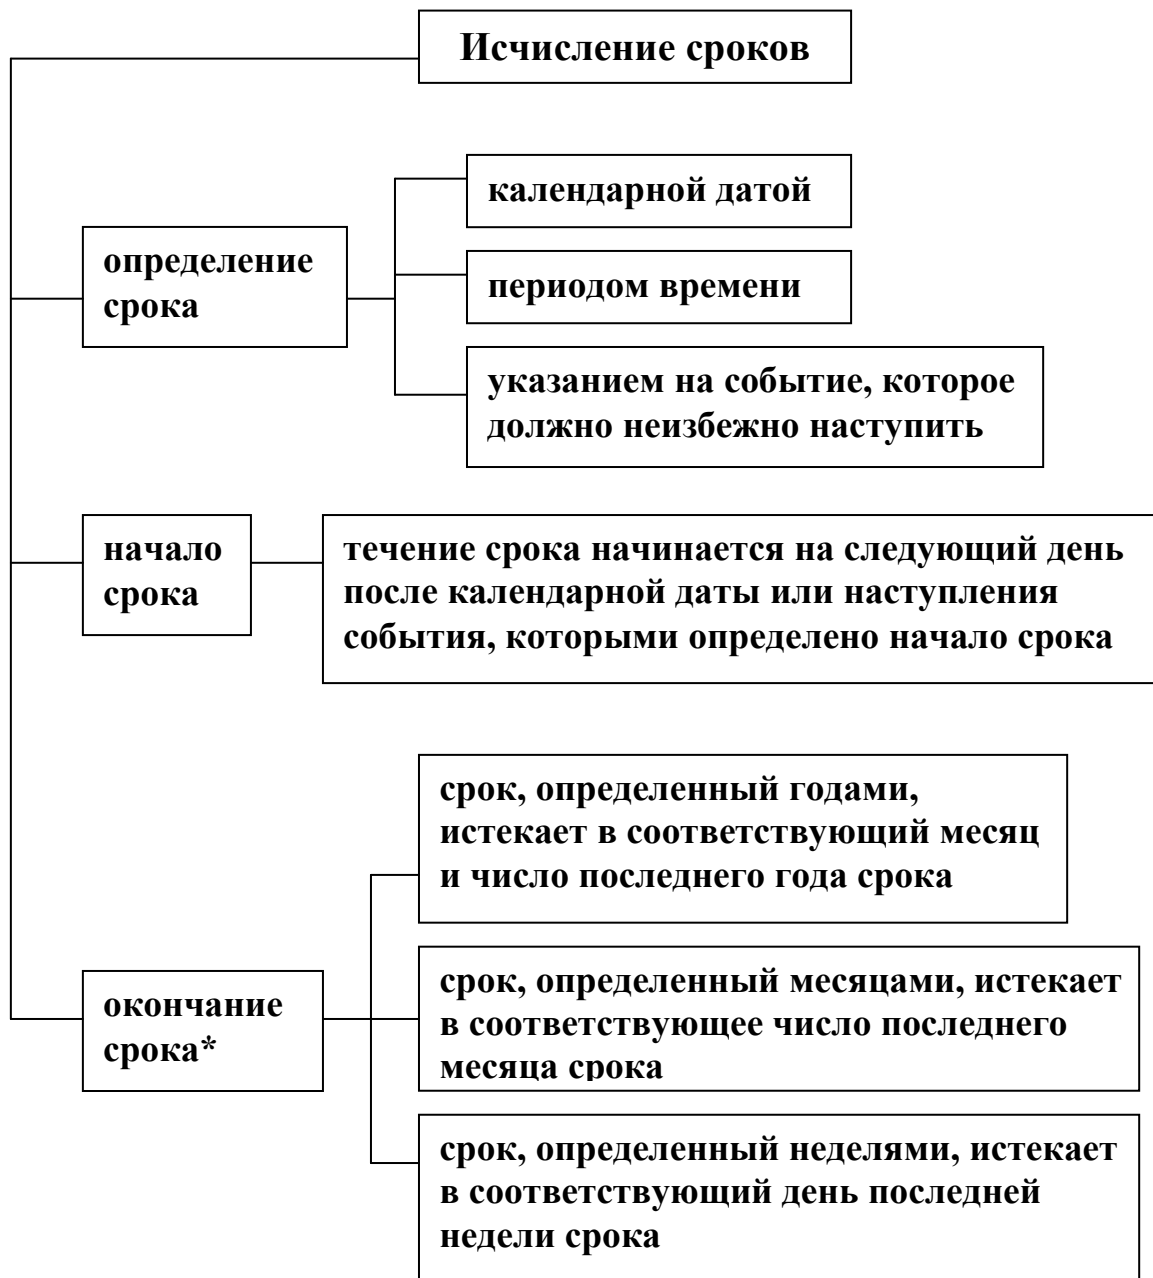 Исчисление сроков
календарной датой
определение
срока
периодом времени
указанием на событие, которое
должно неизбежно наступить
начало
срока
течение срока начинается на следующий день
после календарной даты или наступления
события, которыми определено начало срока
срок, определенный годами,
истекает в соответствующий месяц
и число последнего года срока
окончание
срока*
срок, определенный месяцами, истекает
в соответствующее число последнего
месяца срока
срок, определенный неделями, истекает
в соответствующий день последней
недели срока